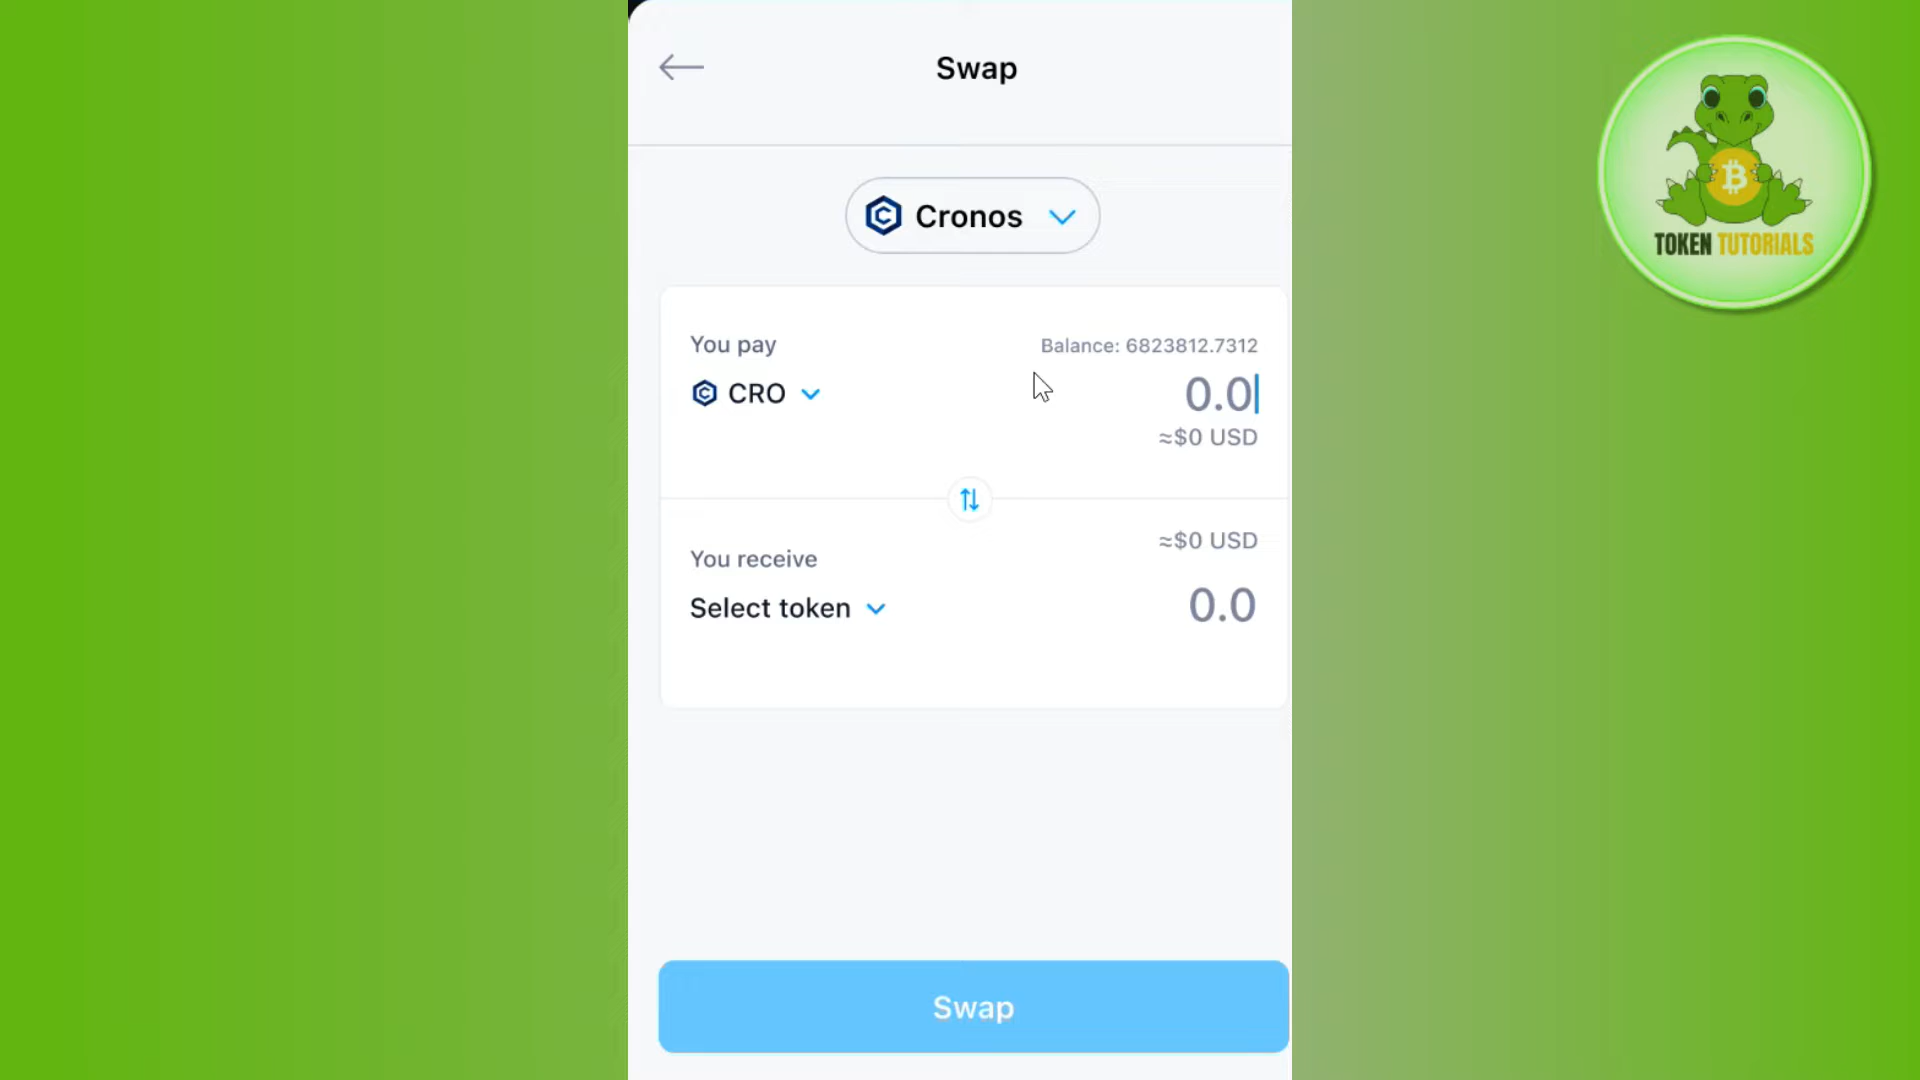 Swap
Cronos
You pay
Balance: 6823812.7312
CRO
0.0
≈$0 USD
≈$0 USD
You receive
Select token
0.0
Swap
TOKEN TUTORIALS